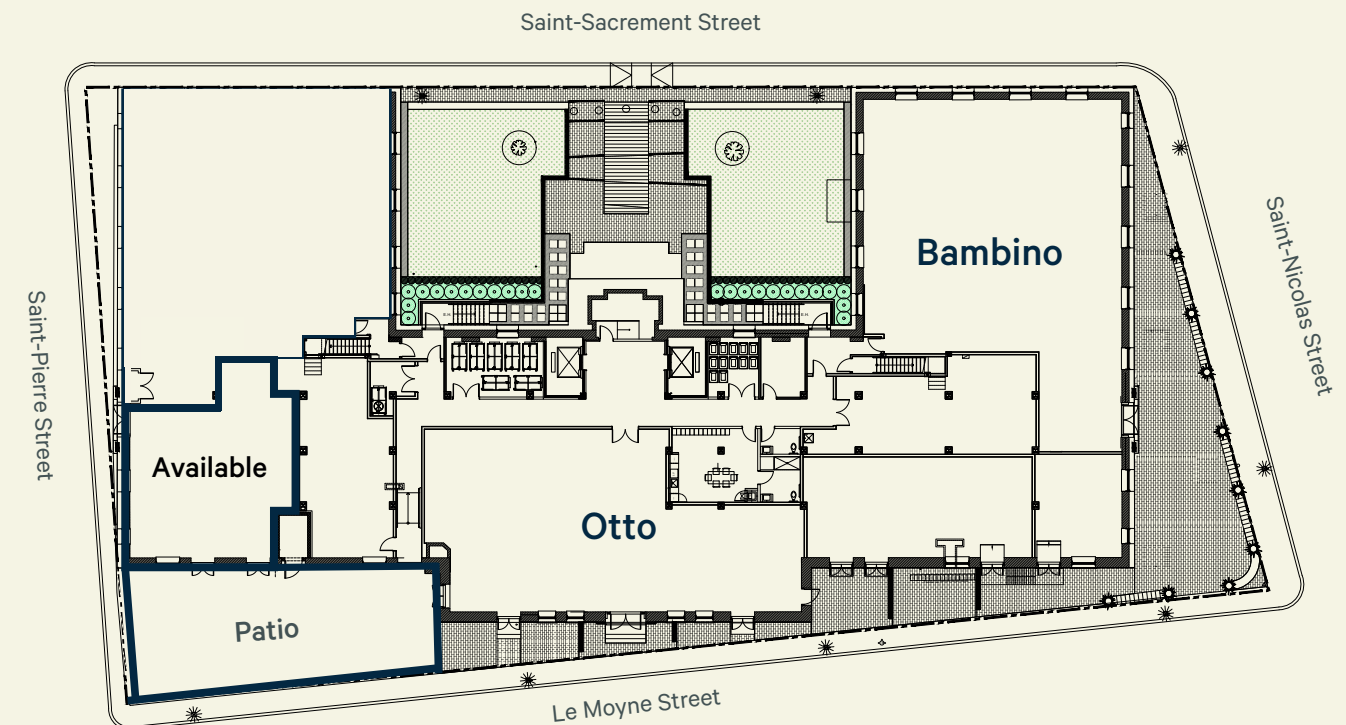 Saint-Sacrement Street
Bambino
Saint-Nicolas Street
Saint-Pierre Street
Available
Otto
Patio
Le Moyne Street